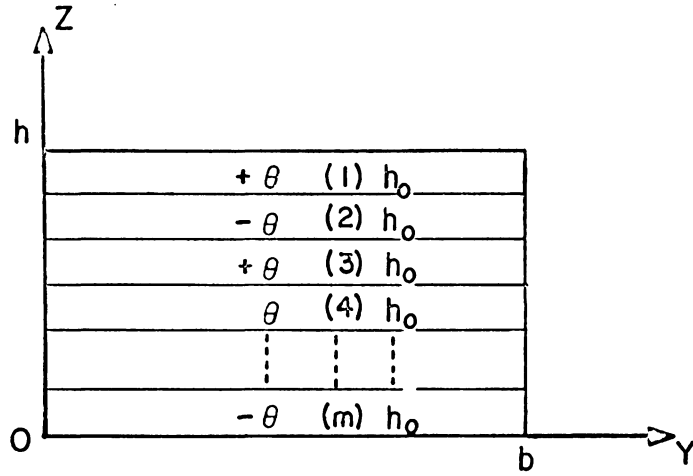 Z
h
+ θ (1) h₀
- θ (2) h₀
+ θ (3) h₀
θ (4) h₀
- θ (m) h₀
O
b
Y